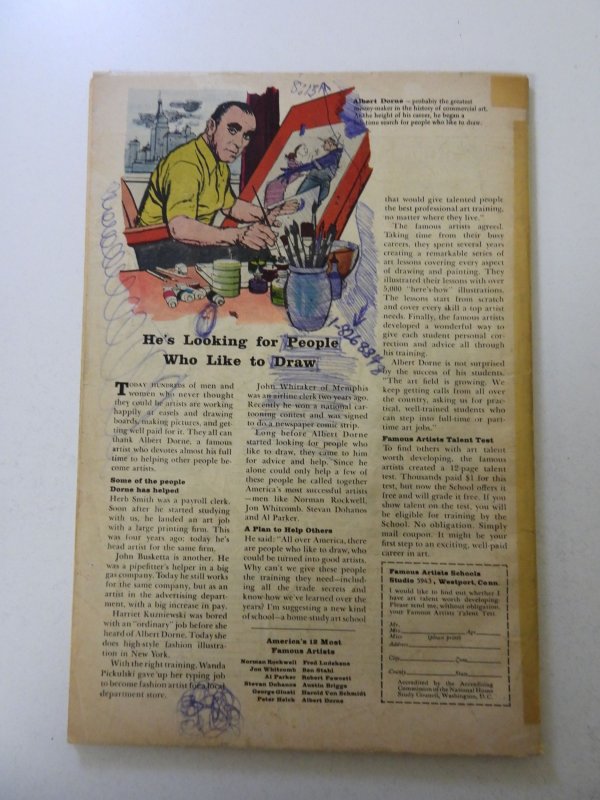 8:15
Albert Dorne — probably the greatest
money-maker in the history of commercial art.
At the height of his career, he began a
full-time search for people who like to draw.
He's Looking for People
Who Like to Draw
TODAY HUNDREDS of men and
women who never thought
they could be artists are working
happily at easels and drawing
boards, making pictures, and get-
ting well paid for it. They all can
thank Albert Dorne, a famous
artist who devotes almost his full
time to helping other people be-
come artists.
Some of the people
Dorne has helped
Herb Smith was a payroll clerk.
Soon after he started studying
with us, he landed an art job
with a large printing firm. This
was four years ago; today he's
head artist for the same firm.
John Busketta is another. He
was a pipefitter's helper in a big
gas company. Today he still works
for the same company, but as an
artist in the advertising depart-
ment, with a big increase in pay.
Harriet Kuzniewski was bored
with an "ordinary" job before she
heard of Albert Dorne. Today she
does high-style fashion illustra-
tion in New York.
With the right training, Wanda
Pickulski gave up her typing job
to become fashion artist for a local
department store.
John Whitaker of Memphis
was an airline clerk two years ago.
Recently he won a national car-
tooning contest and was signed
to do a newspaper comic strip.
Long before Albert Dorne
started looking for people who
like to draw, they came to him
for advice and help. Since he
alone could only help a few of
these people he called together
America's most successful artists
—men like Norman Rockwell,
Jon Whitcomb, Stevan Dohanos
and Al Parker.
A Plan to Help Others
He said: "All over America, there
are people who like to draw, who
could be turned into good artists.
Why can't we give these people
the training they need—includ-
ing all the trade secrets and
know-how we've learned over the
years? I'm suggesting a new kind
of school—a home-study art school
America's 12 Most
Famous Artists
Norman Rockwell Fred Ludekens
Jon Whitcomb Ben Stahl
Al Parker Robert Fawcett
Stevan Dohanos Austin Briggs
George Giusti Harold Von Schmidt
Peter Helck Albert Dorne
that would give talented people
the best professional art training,
no matter where they live."
The famous artists agreed.
Taking time from their busy
careers, they spent several years
creating a remarkable series of
art lessons covering every aspect
of drawing and painting. They
illustrated their lessons with over
5,000 "here's-how" illustrations.
The lessons start from scratch
and cover every skill a top artist
needs. Finally, the famous artists
developed a wonderful way to
give each student personal cor-
rection and advice all through
his training.
Albert Dorne is not surprised
by the success of his students.
"The art field is growing. We
keep getting calls from all over
the country, asking us for prac-
tical, well-trained students who
can step into full-time or part-
time art jobs."
Famous Artists Talent Test
To find others with art talent
worth developing, the famous
artists created a 12-page talent
test. Thousands paid $1 for this
test, but now the School offers it
free and will grade it free. If you
show talent on the test, you will
be eligible for training by the
School. No obligation. Simply
mail coupon. It might be your
first step to an exciting, well-paid
career in art.
Famous Artists Schools
Studio 5963, Westport, Conn.
I would like to find out whether I
have art talent worth developing.
Please send me, without obligation,
your Famous Artists Talent Test.
Mr.
Mrs. Age
Miss (please print)
Address
City Zone
County State
Accredited by the Accrediting
Commission of the National Home
Study Council, Washington, D.C.